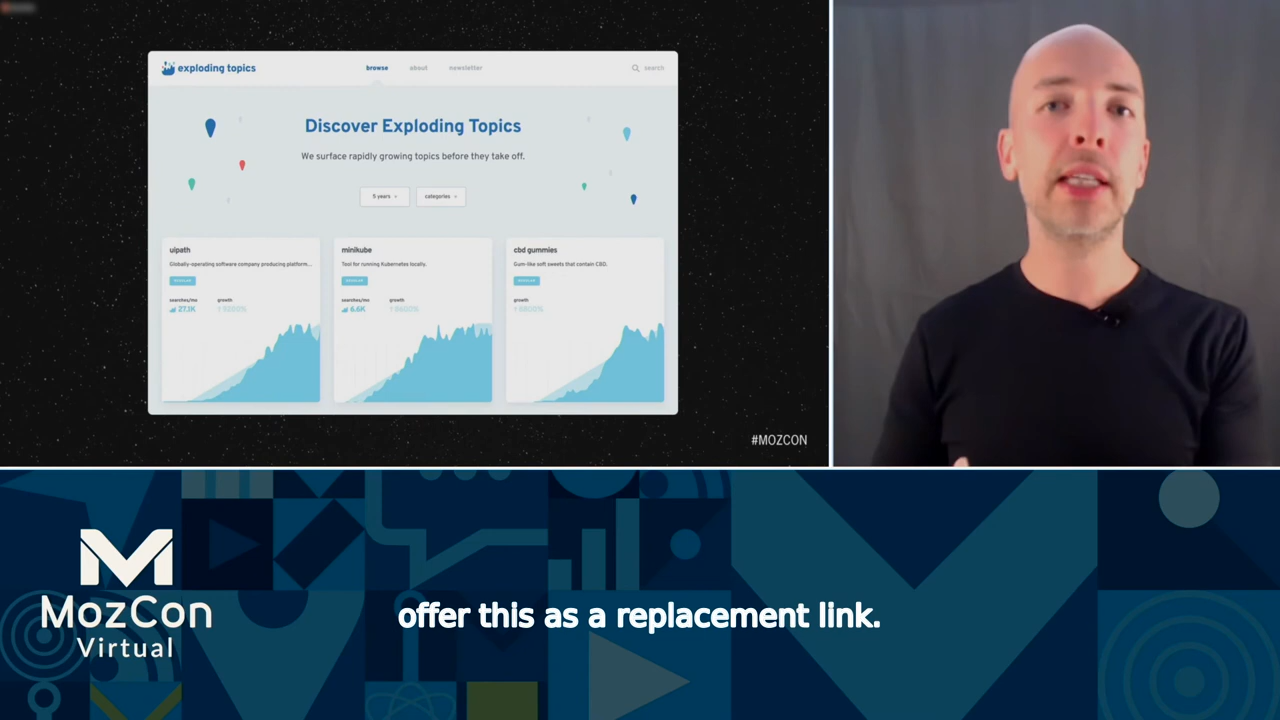 exploding topics
browse about newsletter search
Discover Exploding Topics
We surface rapidly growing topics before they take off.
5 years categories
uipath
Globally-operating software company producing platform...
searches/mo growth
27.1K
minikube
Tool for running Kubernetes locally.
searches/mo growth
6.6K
cbd gummies
Gum-like soft sweets that contain CBD.
growth
#MOZCON
MozCon
Virtual
offer this as a replacement link.